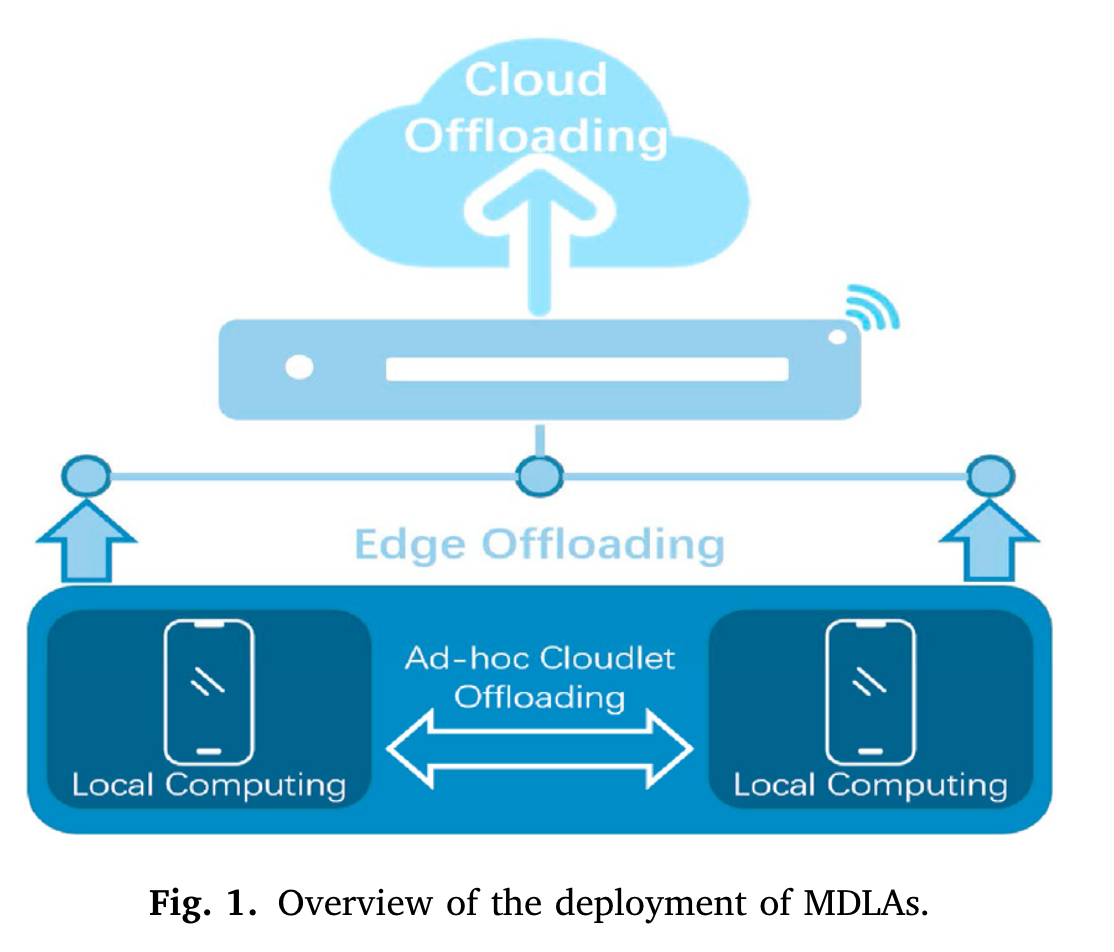 Cloud
Offloading
Edge Offloading
Ad-hoc Cloudlet
Offloading
Local Computing
Local Computing
Fig. 1. Overview of the deployment of MDLAs.